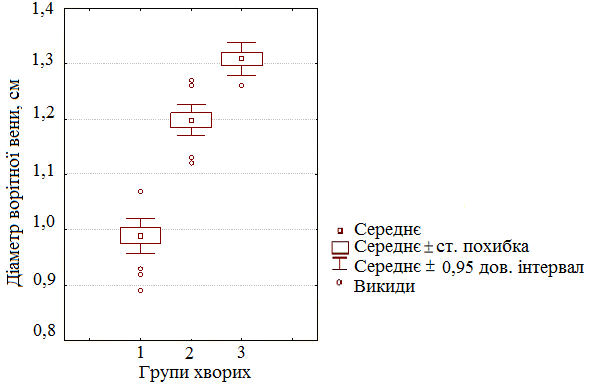 Діаметр ворітної вени, см
1,4
1,3
1,2
1,1
1,0
0,9
0,8
1 2 3
Групи хворих
Середнє
Середнє ± ст. похибка
Середнє ± 0,95 дов. інтервал
Викиди